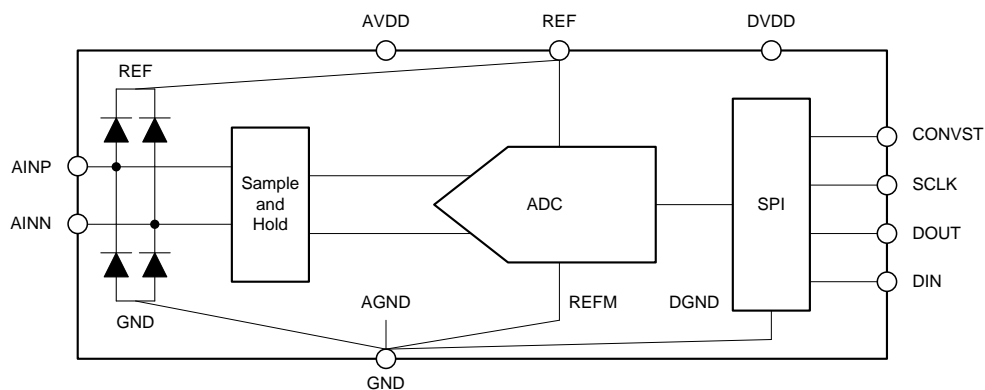 AVDD
REF
DVDD
REF
CONVST
AINP
Sample
and
Hold
ADC
SPI
SCLK
AINN
DOUT
DIN
AGND
REFM
DGND
GND
GND